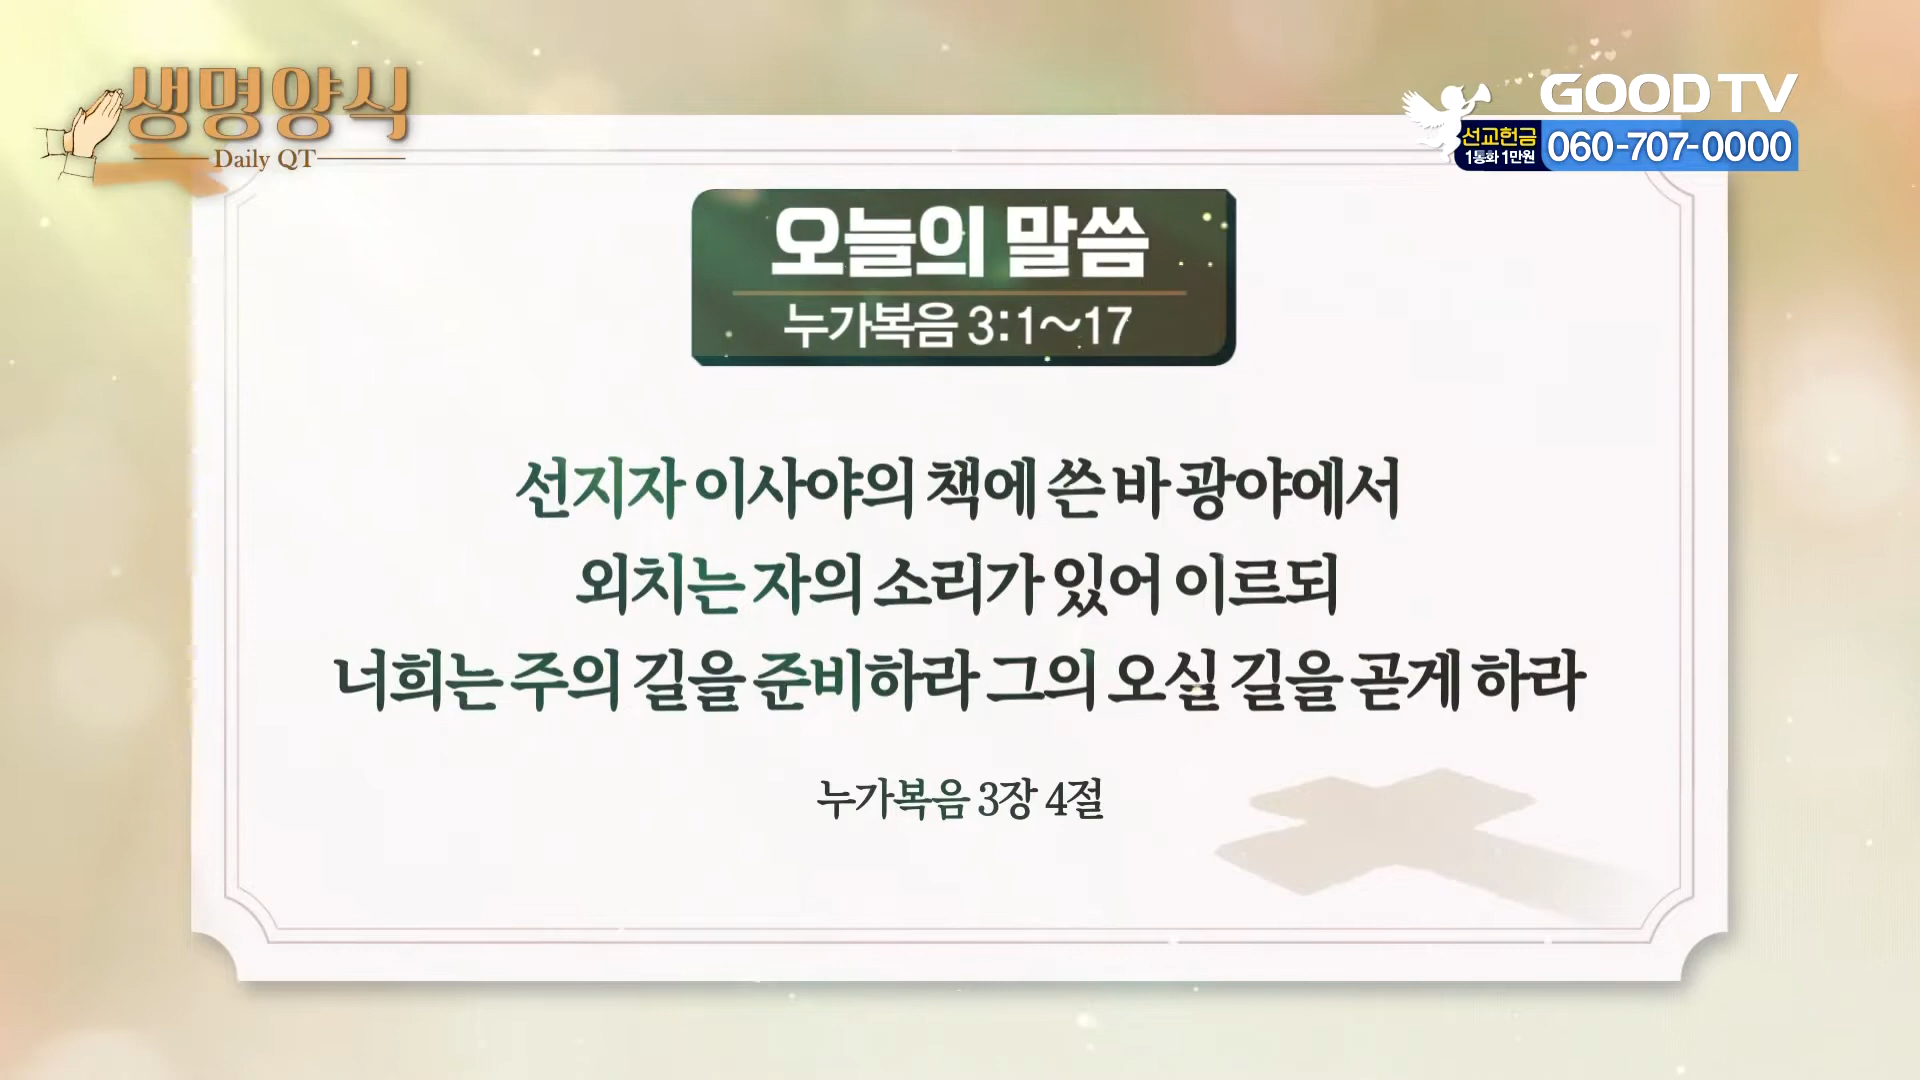 생명양식
Daily QT
GOOD TV
선교헌금
1통화 1만원
060-707-0000
오늘의 말씀
누가복음 3:1~17
선지자 이사야의 책에 쓴 바 광야에서
외치는 자의 소리가 있어 이르되
너희는 주의 길을 준비하라 그의 오실 길을 곧게 하라
누가복음 3장 4절